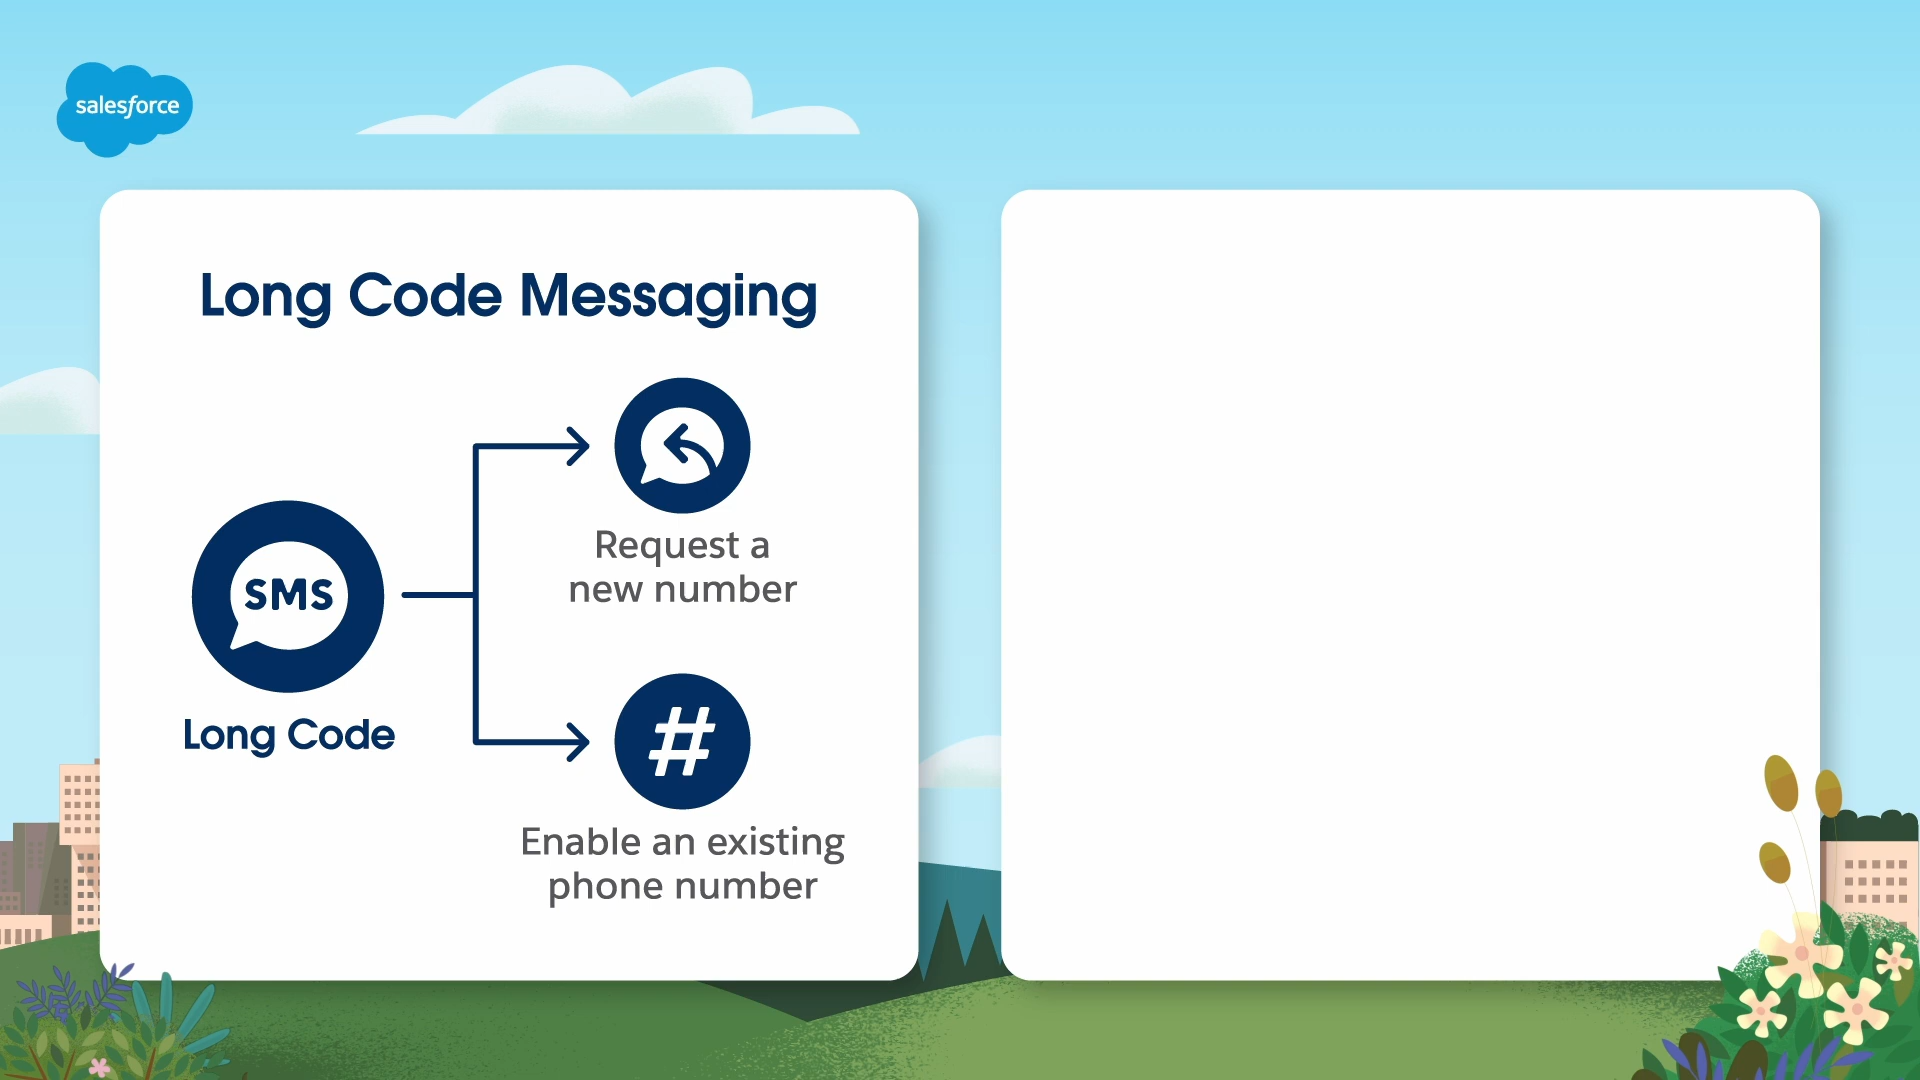 salesforce
Long Code Messaging
SMS
Long Code
Request a
new number
#
Enable an existing
phone number